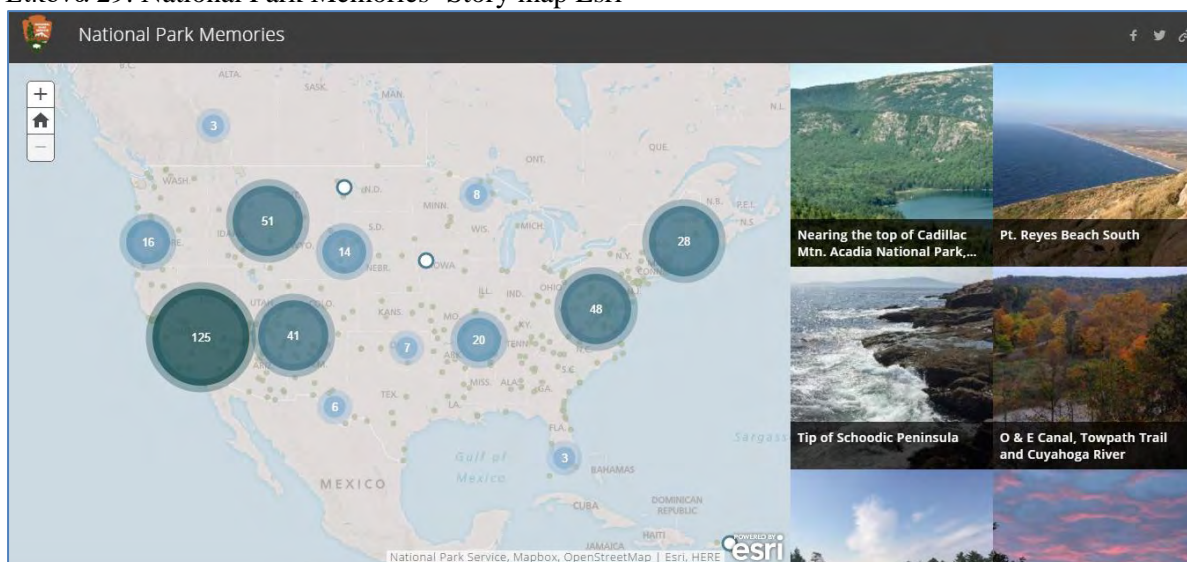 Εικόνα 29: National Park Memories- Story map Esri
National Park Memories
B.C.
ALTA.
SASK.
MAN.
N.L.
ONT.
QUE.
N.B.
P.E.I.
N.S.
WASH.
N.D.
MINN.
S.D.
WIS.
MICH.
N.Y.
NEBR.
IOWA
ILL.
IND.
OHIO
UTAH
COLO.
KANS.
MO.
KY.
TENN.
N.C.
S.C.
MISS.
ALA.
GA.
TEX.
LA.
FLA.
3
8
51
16
14
28
125
41
7
20
48
6
3
Gulf of
Mexico
MEXICO
BAHAMAS
CUBA
DOMINICAN
REPUBLIC
HAITI
JAMAICA
National Park Service, Mapbox, OpenStreetMap | Esri, HERE
POWERED BY
esri
Nearing the top of Cadillac
Mtn. Acadia National Park,...
Pt. Reyes Beach South
Tip of Schoodic Peninsula
O & E Canal, Towpath Trail
and Cuyahoga River